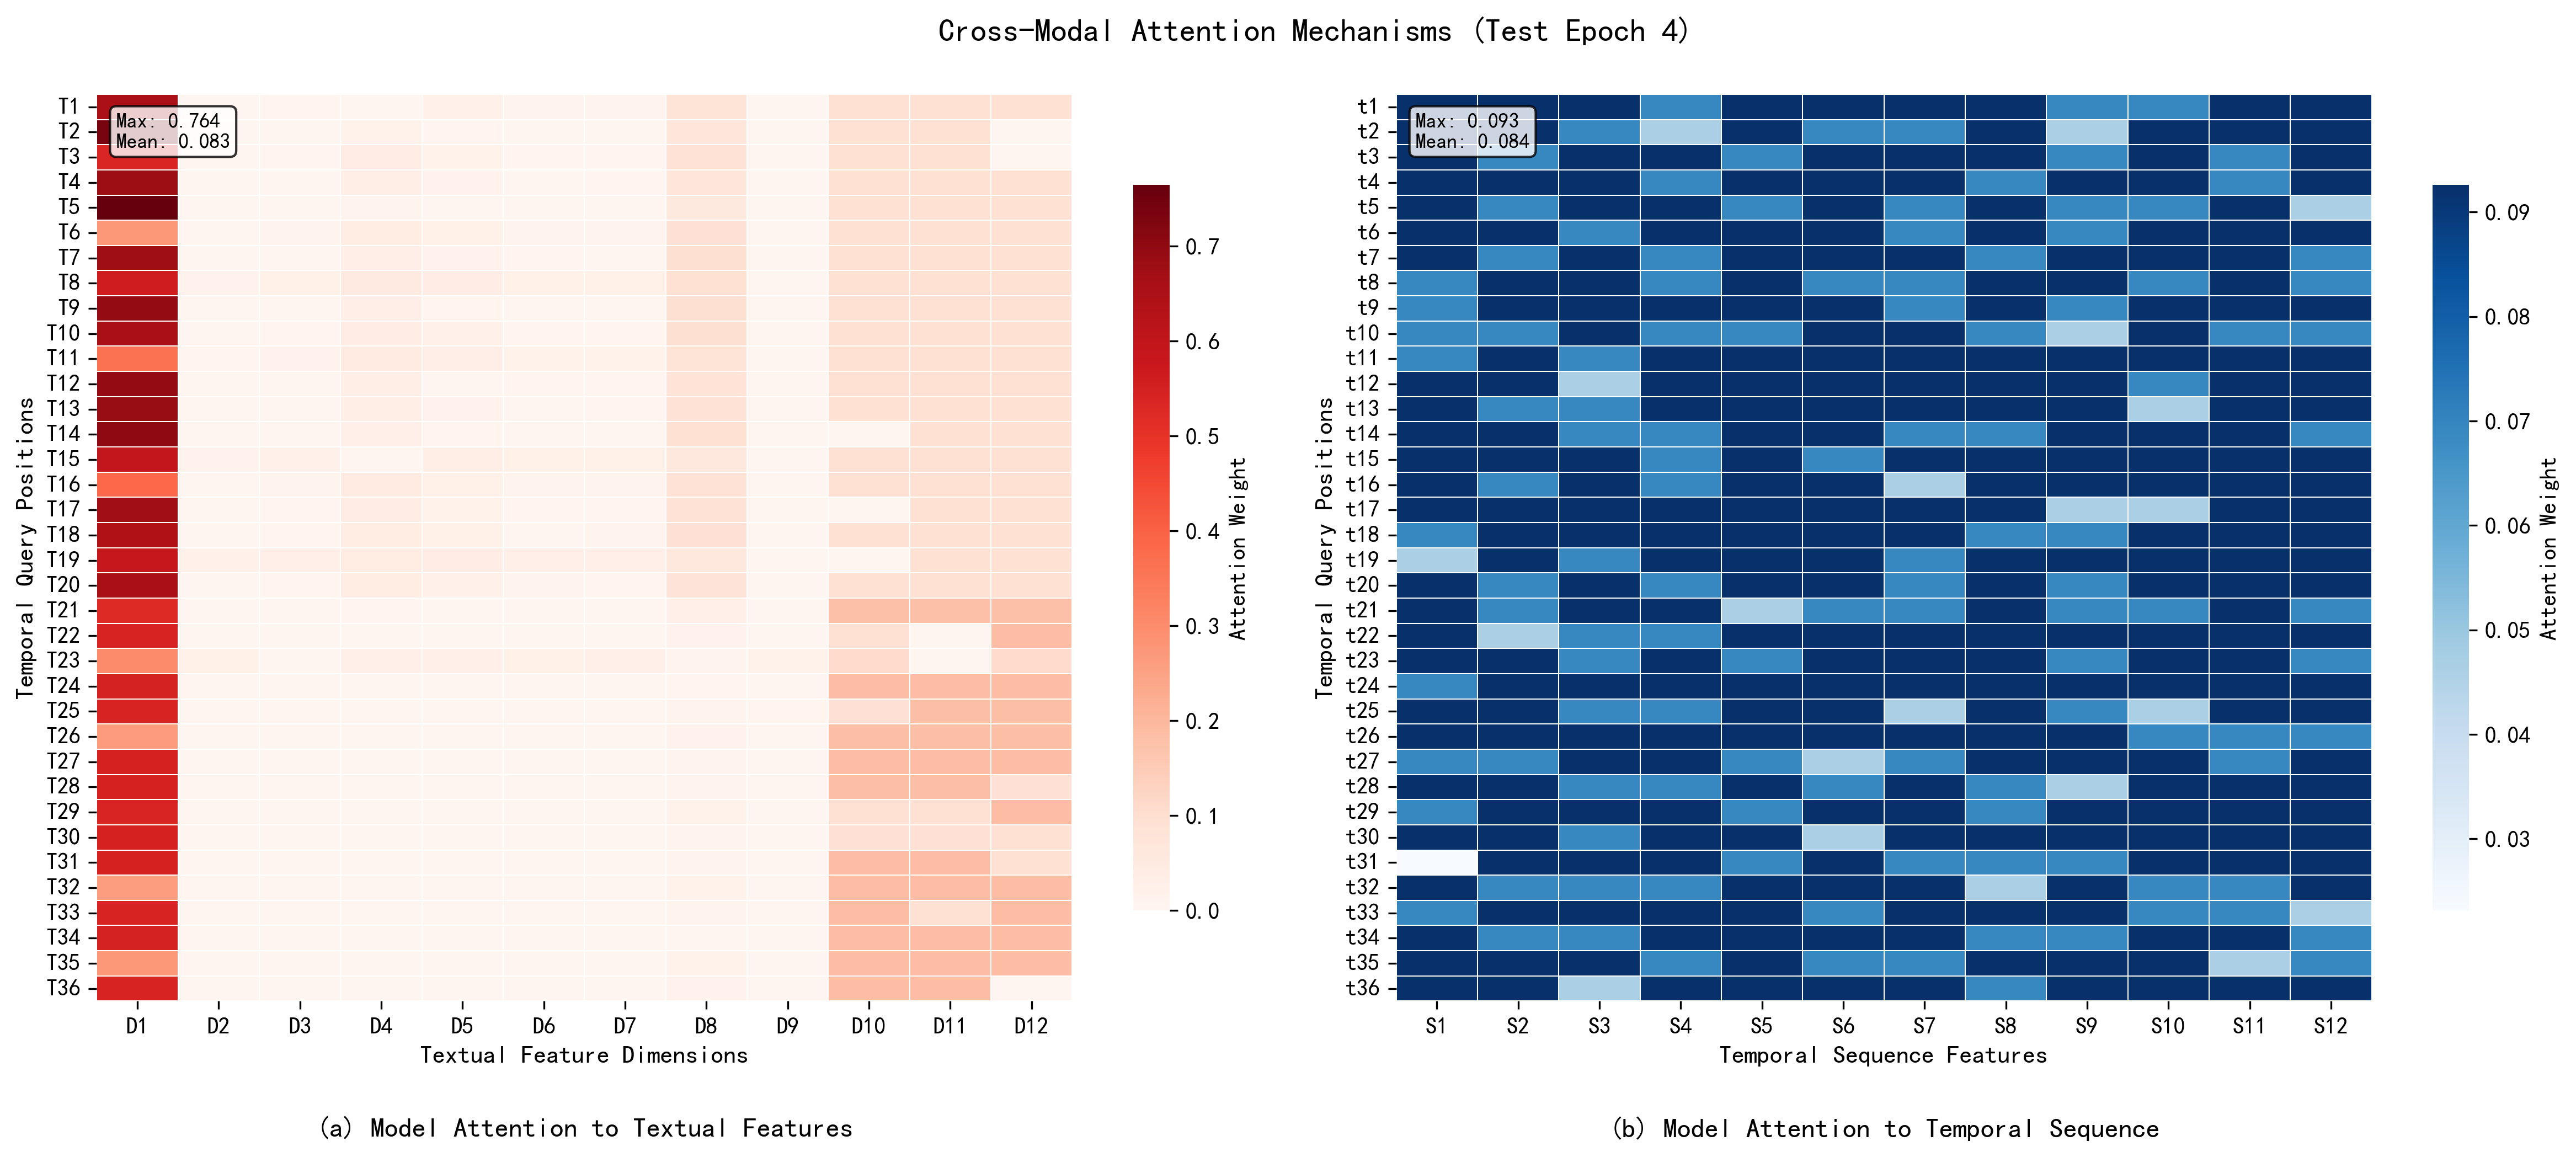 Cross-Modal Attention Mechanisms (Test Epoch 4)
Max: 0.764
Mean: 0.083
T1
T2
T3
T4
T5
T6
T7
T8
T9
T10
T11
T12
T13
T14
T15
T16
T17
T18
T19
T20
T21
T22
T23
T24
T25
T26
T27
T28
T29
T30
T31
T32
T33
T34
T35
T36
Temporal Query Positions
D1 D2 D3 D4 D5 D6 D7 D8 D9 D10 D11 D12
Textual Feature Dimensions
0.7
0.6
0.5
0.4
0.3
0.2
0.1
0.0
Attention Weight
(a) Model Attention to Textual Features
Max: 0.093
Mean: 0.084
t1
t2
t3
t4
t5
t6
t7
t8
t9
t10
t11
t12
t13
t14
t15
t16
t17
t18
t19
t20
t21
t22
t23
t24
t25
t26
t27
t28
t29
t30
t31
t32
t33
t34
t35
t36
Temporal Query Positions
S1 S2 S3 S4 S5 S6 S7 S8 S9 S10 S11 S12
Temporal Sequence Features
0.09
0.08
0.07
0.06
0.05
0.04
0.03
Attention Weight
(b) Model Attention to Temporal Sequence